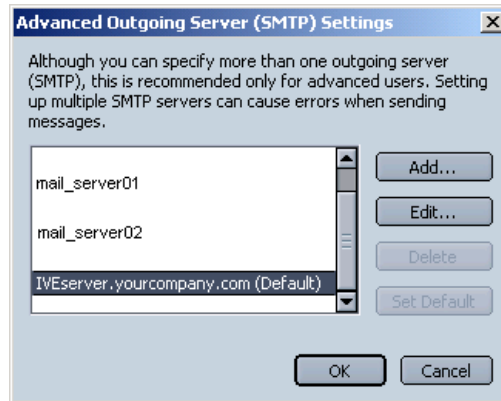 Advanced Outgoing Server (SMTP) Settings
Although you can specify more than one outgoing server
(SMTP), this is recommended only for advanced users. Setting
up multiple SMTP servers can cause errors when sending
messages.
mail_server01
mail_server02
IVEserver.yourcompany.com (Default)
Add...
Edit...
Delete
Set Default
OK
Cancel